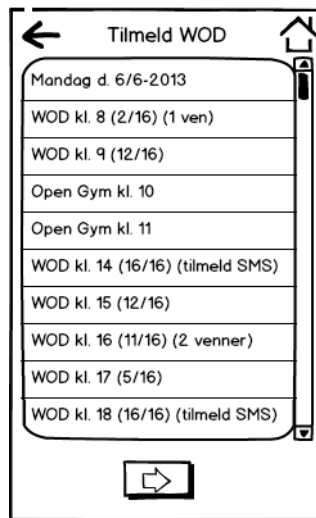 Tilmeld WOD
Mandag d. 6/6-2013
WOD kl. 8 (2/16) (1 ven)
WOD kl. 9 (12/16)
Open Gym kl. 10
Open Gym kl. 11
WOD kl. 14 (16/16) (tilmeld SMS)
WOD kl. 15 (12/16)
WOD kl. 16 (11/16) (2 venner)
WOD kl. 17 (5/16)
WOD kl. 18 (16/16) (tilmeld SMS)